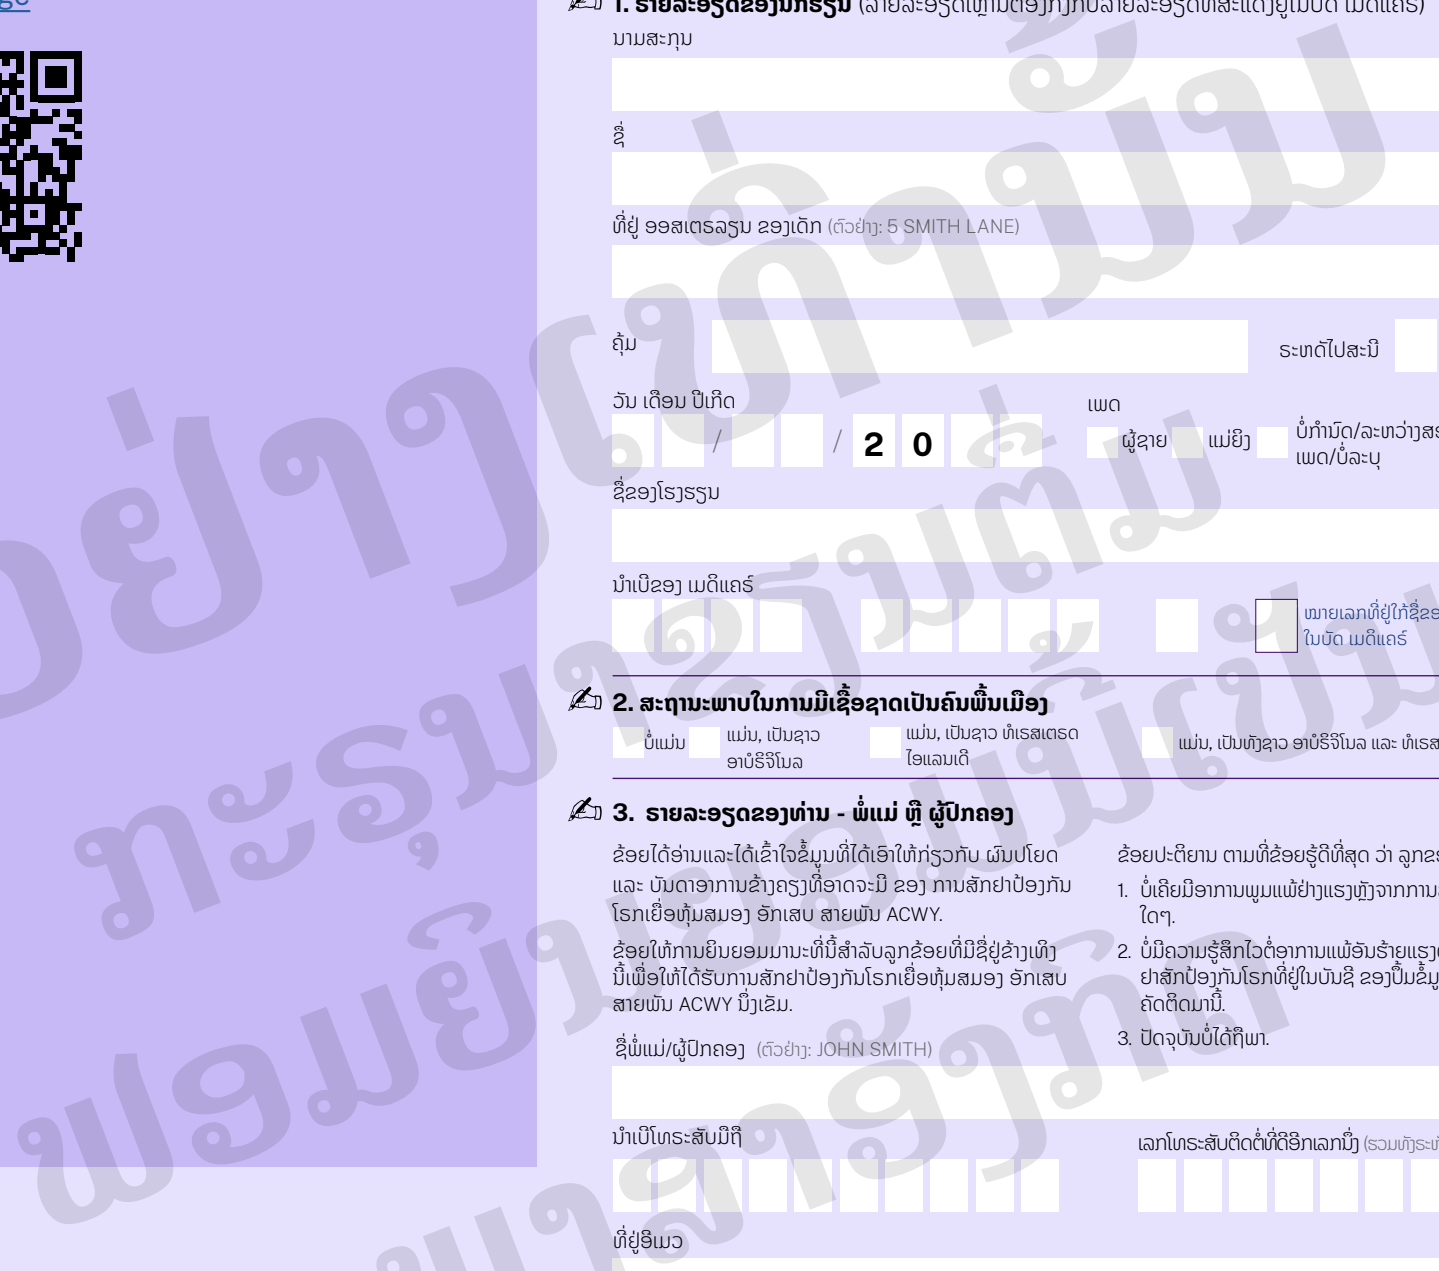 1. ຣາຍລະອຽດຂອງນັກຮຽນ (ລາຍລະອຽດເຫຼົ່ານີ້ຕ້ອງກົງກັບລາຍລະອຽດທີ່ສະແດງຢູ່ໃນບັດ ເມດິແຄຣ໌)
ນາມສະກຸນ
ຊື່
ທີ່ຢູ່ ອອສເຕຣລຽນ ຂອງເດັກ (ຕົວຢ່າງ: 5 SMITH LANE)
ຄຸ້ມ
ຣະຫດັໄປສະນີ
ວັນ ເດືອນ ປີເກີດ
ເພດ
/ / 2 0
ຜູ້ຊາຍ ແມ່ຍິງ ບໍ່ກຳນົດ/ລະຫວ່າງສອ
ເພດ/ບໍ່ລະບຸ
ຊື່ຂອງໂຮງຮຽນ
ນຳເບີຂອງ ເມດິແຄຣ໌
ໝາຍເລກທີ່ຢູ່ໃກ້ຊື່ຂອ
ໃນບັດ ເມດິແຄຣ໌
2. ສະຖານະພາບໃນການມີເຊື້ອຊາດເປັນຄົນພື້ນເມືອງ
ບໍ່ແມ່ນ ແມ່ນ, ເປັນຊາວ
ອາບໍຣິຈິໂນລ
ແມ່ນ, ເປັນຊາວ ທໍເຣສເຕຣດ
ໄອແລນເດີ
ແມ່ນ, ເປັນທັງຊາວ ອາບໍຣິຈິໂນລ ແລະ ທໍເຣສ
3. ຣາຍລະອຽດຂອງທ່ານ - ພໍ່ແມ່ ຫຼື ຜູ້ປົກຄອງ
ຂ້ອຍໄດ້ອ່ານແລະໄດ້ເຂົ້າໃຈຂໍ້ມູນທີ່ໄດ້ເອົາໃຫ້ກ່ຽວກັບ ຜົນປໂຍດ
ແລະ ບັນດາອາການຂ້າງຄຽງທີ່ອາດຈະມີ ຂອງ ການສັກຢາປ້ອງກັນ
ໂຣກເຍື່ອຫຸ້ມສມອງ ອັກເສບ ສາຍພັນ ACWY.
ຂ້ອຍໃຫ້ການຍິນຍອມມານະທີ່ນີ້ສຳລັບລູກຂ້ອຍທີ່ມີຊື່ຢູ່ຂ້າງເທິງ
ນີ້ເພື່ອໃຫ້ໄດ້ຮັບການສັກຢາປ້ອງກັນໂຣກເຍື່ອຫຸ້ມສມອງ ອັກເສບ
ສາຍພັນ ACWY ນຶ່ງເຂັມ.
ຂ້ອຍປະຕິຍານ ຕາມທີ່ຂ້ອຍຮູ້ດີທີ່ສຸດ ວ່າ ລູກຂອ
1. ບໍ່ເຄີຍມີອາການພູມແພ້ຢ່າງແຮງຫຼັງຈາກການ
ໃດໆ.
2. ບໍ່ມີຄວາມຮູ້ສຶກໄວຕໍ່ອາການແພ້ອັນຮ້າຍແຮງ
ຢາສັກປ້ອງກັນໂຣກທີ່ຢູ່ໃນບັນຊີ ຂອງປຶ້ມຂໍ້ມູ
ຄັດຕິດມານີ້.
3. ປັດຈຸບັນບໍ່ໄດ້ຖືພາ.
ຊື່ພໍ່ແມ່/ຜູ້ປົກຄອງ (ຕົວຢ່າງ: JOHN SMITH)
ນຳເບີໂທຣະສັບມືຖື
ເລກໂທຣະສັບຕິດຕໍ່ທີ່ດີອີກເລກນຶ່ງ (ຮວມທັງຣະຫ
ທີ່ຢູ່ອີເມວ